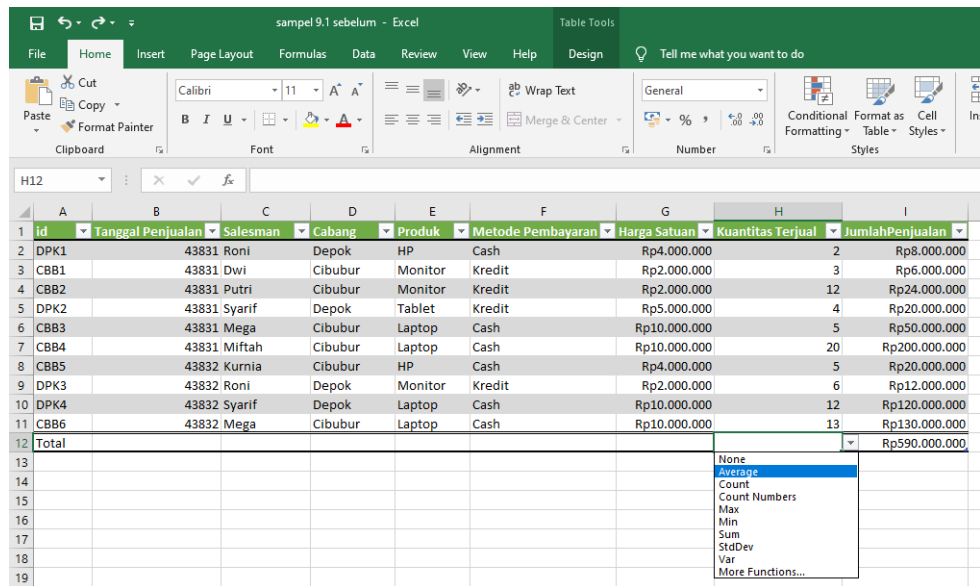 sampel 9.1 sebelum - Excel
Table Tools
File Home Insert Page Layout Formulas Data Review View Help Design Tell me what you want to do
Paste
Cut
Copy
Format Painter
Clipboard
Calibri 11 A A
B I U A
Font
ab Wrap Text
Merge & Center
Alignment
General
% , .00 .00
Number
Conditional Formatting
Format as Table
Cell Styles
Styles
H12 fx
A B C D E F G H I
1 id Tanggal Penjualan Salesman Cabang Produk Metode Pembayaran Harga Satuan Kuantitas Terjual JumlahPenjualan
2 DPK1 43831 Roni Depok HP Cash Rp4.000.000 2 Rp8.000.000
3 CBB1 43831 Dwi Cibubur Monitor Kredit Rp2.000.000 3 Rp6.000.000
4 CBB2 43831 Putri Cibubur Monitor Kredit Rp2.000.000 12 Rp24.000.000
5 DPK2 43831 Syarif Depok Tablet Kredit Rp5.000.000 4 Rp20.000.000
6 CBB3 43831 Mega Cibubur Laptop Cash Rp10.000.000 5 Rp50.000.000
7 CBB4 43831 Miftah Cibubur Laptop Cash Rp10.000.000 20 Rp200.000.000
8 CBB5 43832 Kurnia Cibubur HP Cash Rp4.000.000 5 Rp20.000.000
9 DPK3 43832 Roni Depok Monitor Kredit Rp2.000.000 6 Rp12.000.000
10 DPK4 43832 Syarif Depok Laptop Cash Rp10.000.000 12 Rp120.000.000
11 CBB6 43832 Mega Cibubur Laptop Cash Rp10.000.000 13 Rp130.000.000
12 Total Rp590.000.000
13
14
15
16
17
18
19
None
Average
Count
Count Numbers
Max
Min
Sum
StdDev
Var
More Functions...